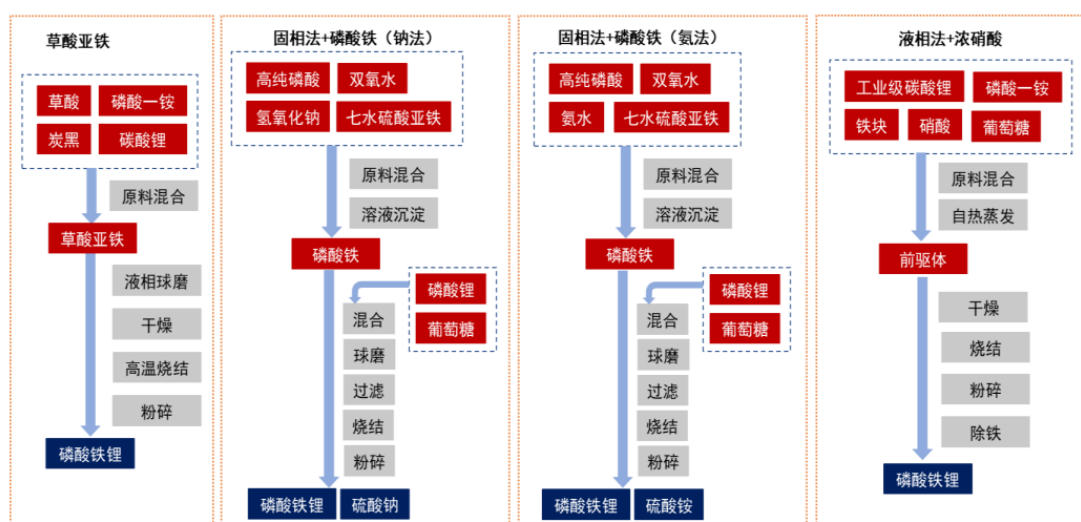 草酸亚铁
草酸
磷酸一铵
炭黑
碳酸锂
原料混合
草酸亚铁
液相球磨
干燥
高温烧结
粉碎
磷酸铁锂
固相法+磷酸铁（钠法）
高纯磷酸
双氧水
氢氧化钠
七水硫酸亚铁
原料混合
溶液沉淀
磷酸铁
磷酸锂
葡萄糖
混合
球磨
过滤
烧结
粉碎
磷酸铁锂
硫酸钠
固相法+磷酸铁（氨法）
高纯磷酸
双氧水
氨水
七水硫酸亚铁
原料混合
溶液沉淀
磷酸铁
磷酸锂
葡萄糖
混合
球磨
过滤
烧结
粉碎
磷酸铁锂
硫酸铵
液相法+浓硝酸
工业级碳酸锂
磷酸一铵
铁块
硝酸
葡萄糖
原料混合
自热蒸发
前驱体
干燥
烧结
粉碎
除铁
磷酸铁锂